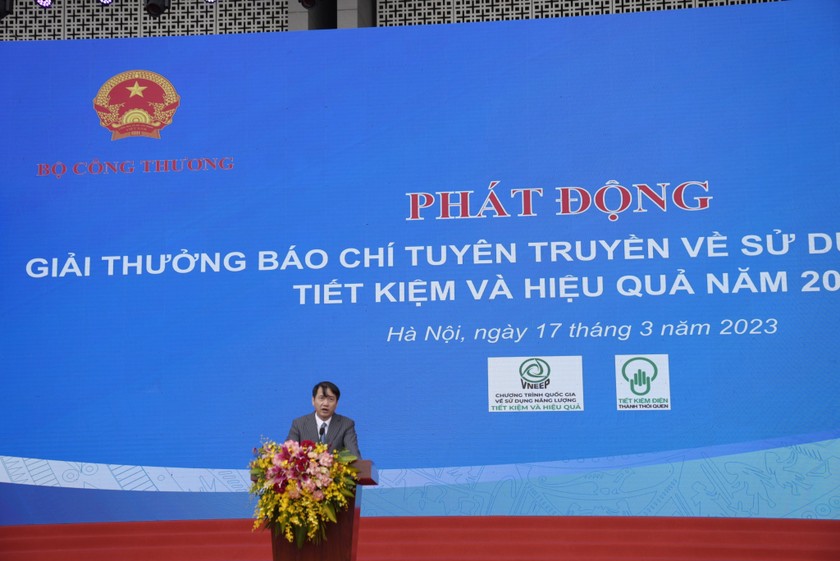 BỘ CÔNG THƯƠNG
PHÁT ĐỘNG
GIẢI THƯỞNG BÁO CHÍ TUYÊN TRUYỀN VỀ SỬ DỤ
TIẾT KIỆM VÀ HIỆU QUẢ NĂM 20
Hà Nội, ngày 17 tháng 3 năm 2023
VNEEP
CHƯƠNG TRÌNH QUỐC GIA
VỀ SỬ DỤNG NĂNG LƯỢNG
TIẾT KIỆM VÀ HIỆU QUẢ
TIẾT KIỆM ĐIỆN
THÀNH THÓI QUEN